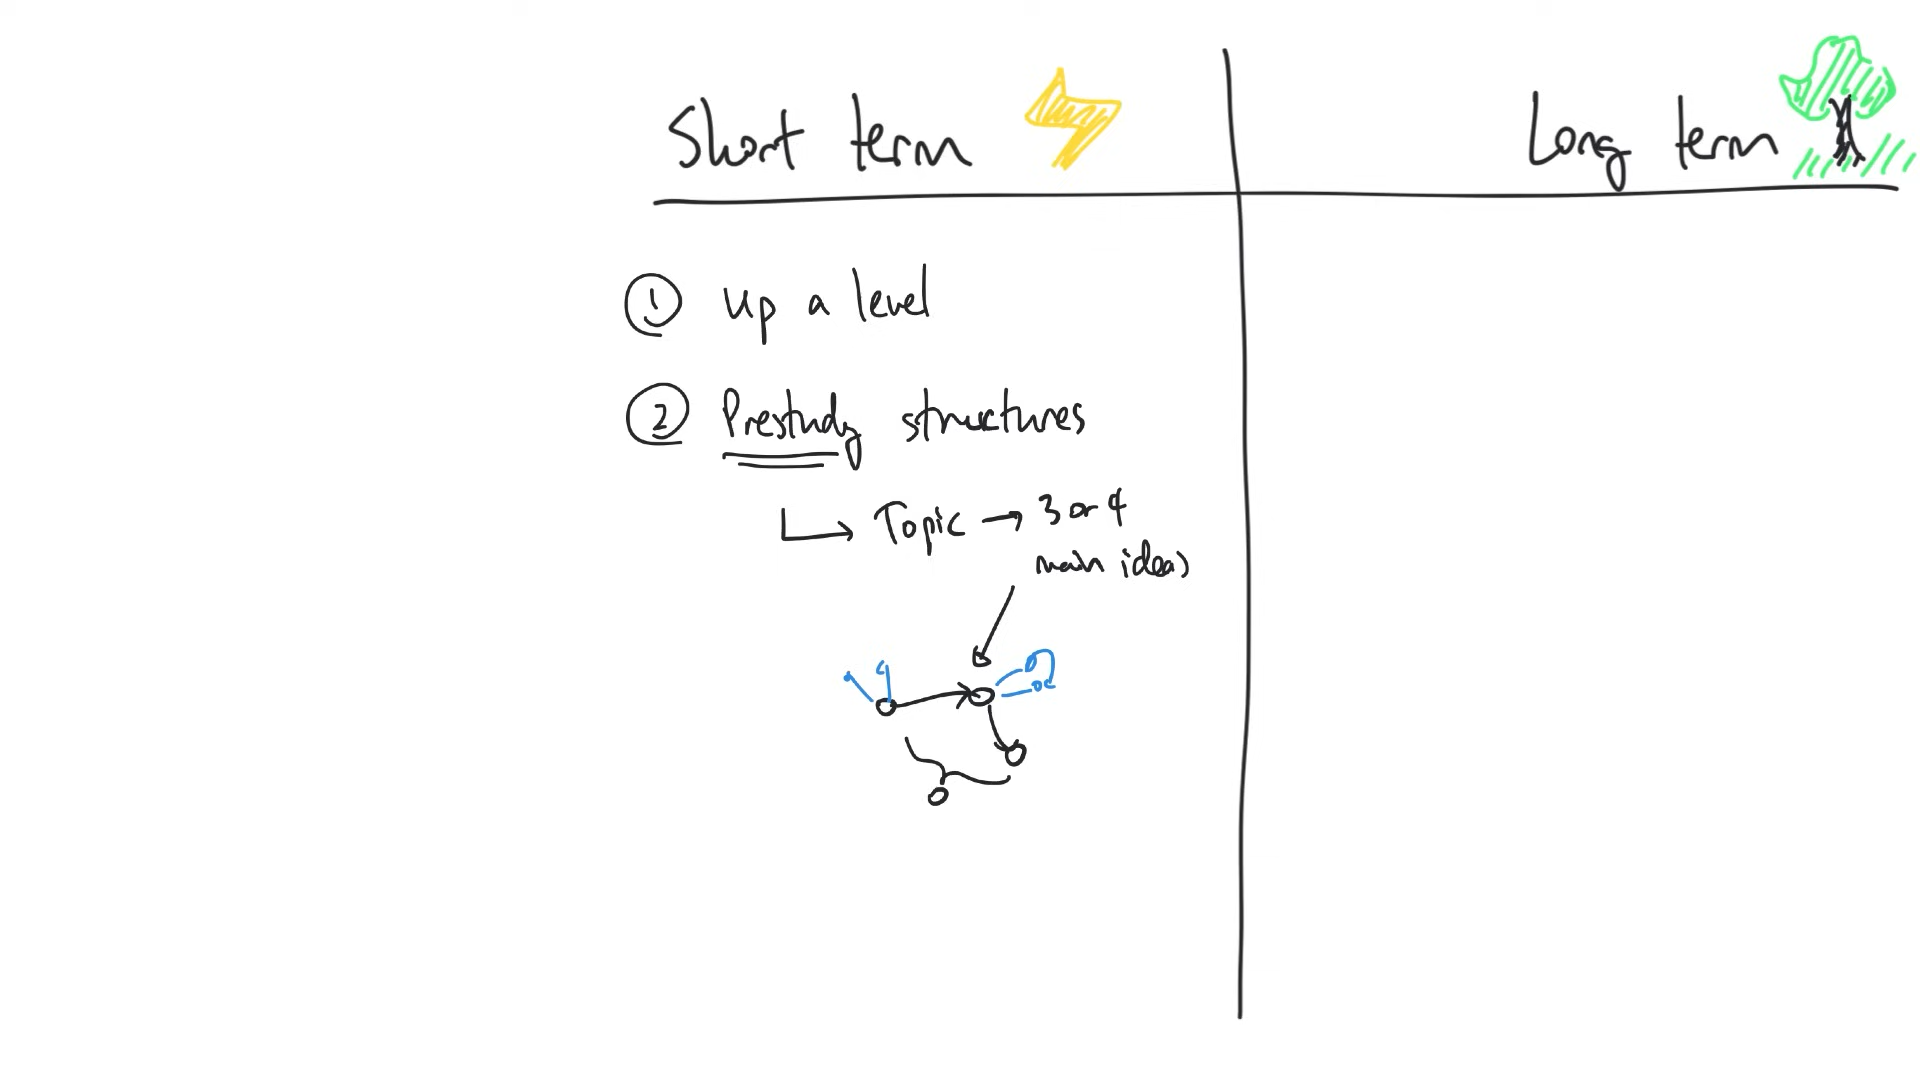 Short term
Long term
① up a level
② Prestudy structures
Topic → 3 or 4
main ideas